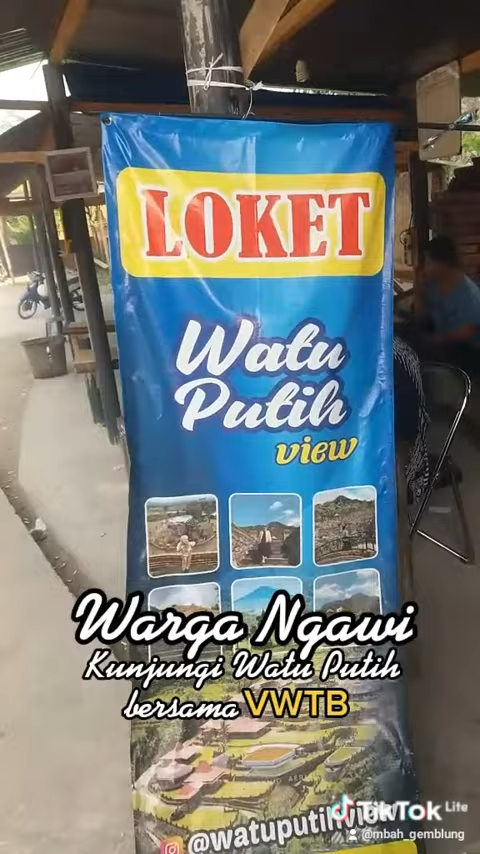 LOKET
Watu
Putih
view
Warga Ngawi
Kunjungi Watu Putih
bersama VWTB
@watuputihview
TikTok Lite
@mbah_gemblung